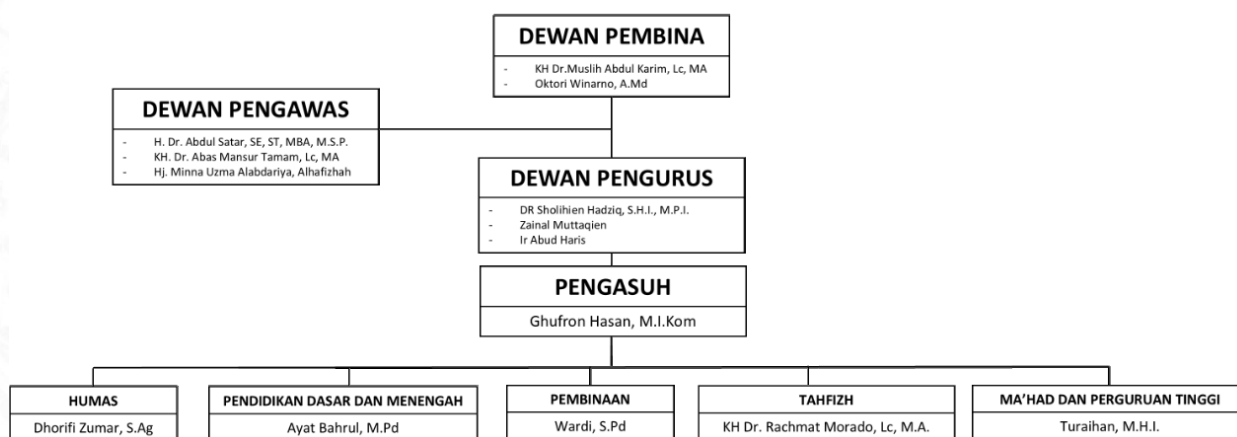 DEWAN PEMBINA
- KH Dr.Muslih Abdul Karim, Lc, MA
- Oktori Winarno, A.Md
DEWAN PENGAWAS
- H. Dr. Abdul Satar, SE, ST, MBA, M.S.P.
- KH. Dr. Abas Mansur Tamam, Lc, MA
- Hj. Minna Uzma Alabdariya, Alhafizhah
DEWAN PENGURUS
- DR Sholihien Hadziq, S.H.I., M.P.I.
- Zainal Muttaqien
- Ir Abud Haris
PENGASUH
Ghufron Hasan, M.I.Kom
HUMAS
Dhorifi Zumar, S.Ag
PENDIDIKAN DASAR DAN MENENGAH
Ayat Bahrul, M.Pd
PEMBINAAN
Wardi, S.Pd
TAHFIZH
KH Dr. Rachmat Morado, Lc, M.A.
MA’HAD DAN PERGURUAN TINGGI
Turaihan, M.H.I.